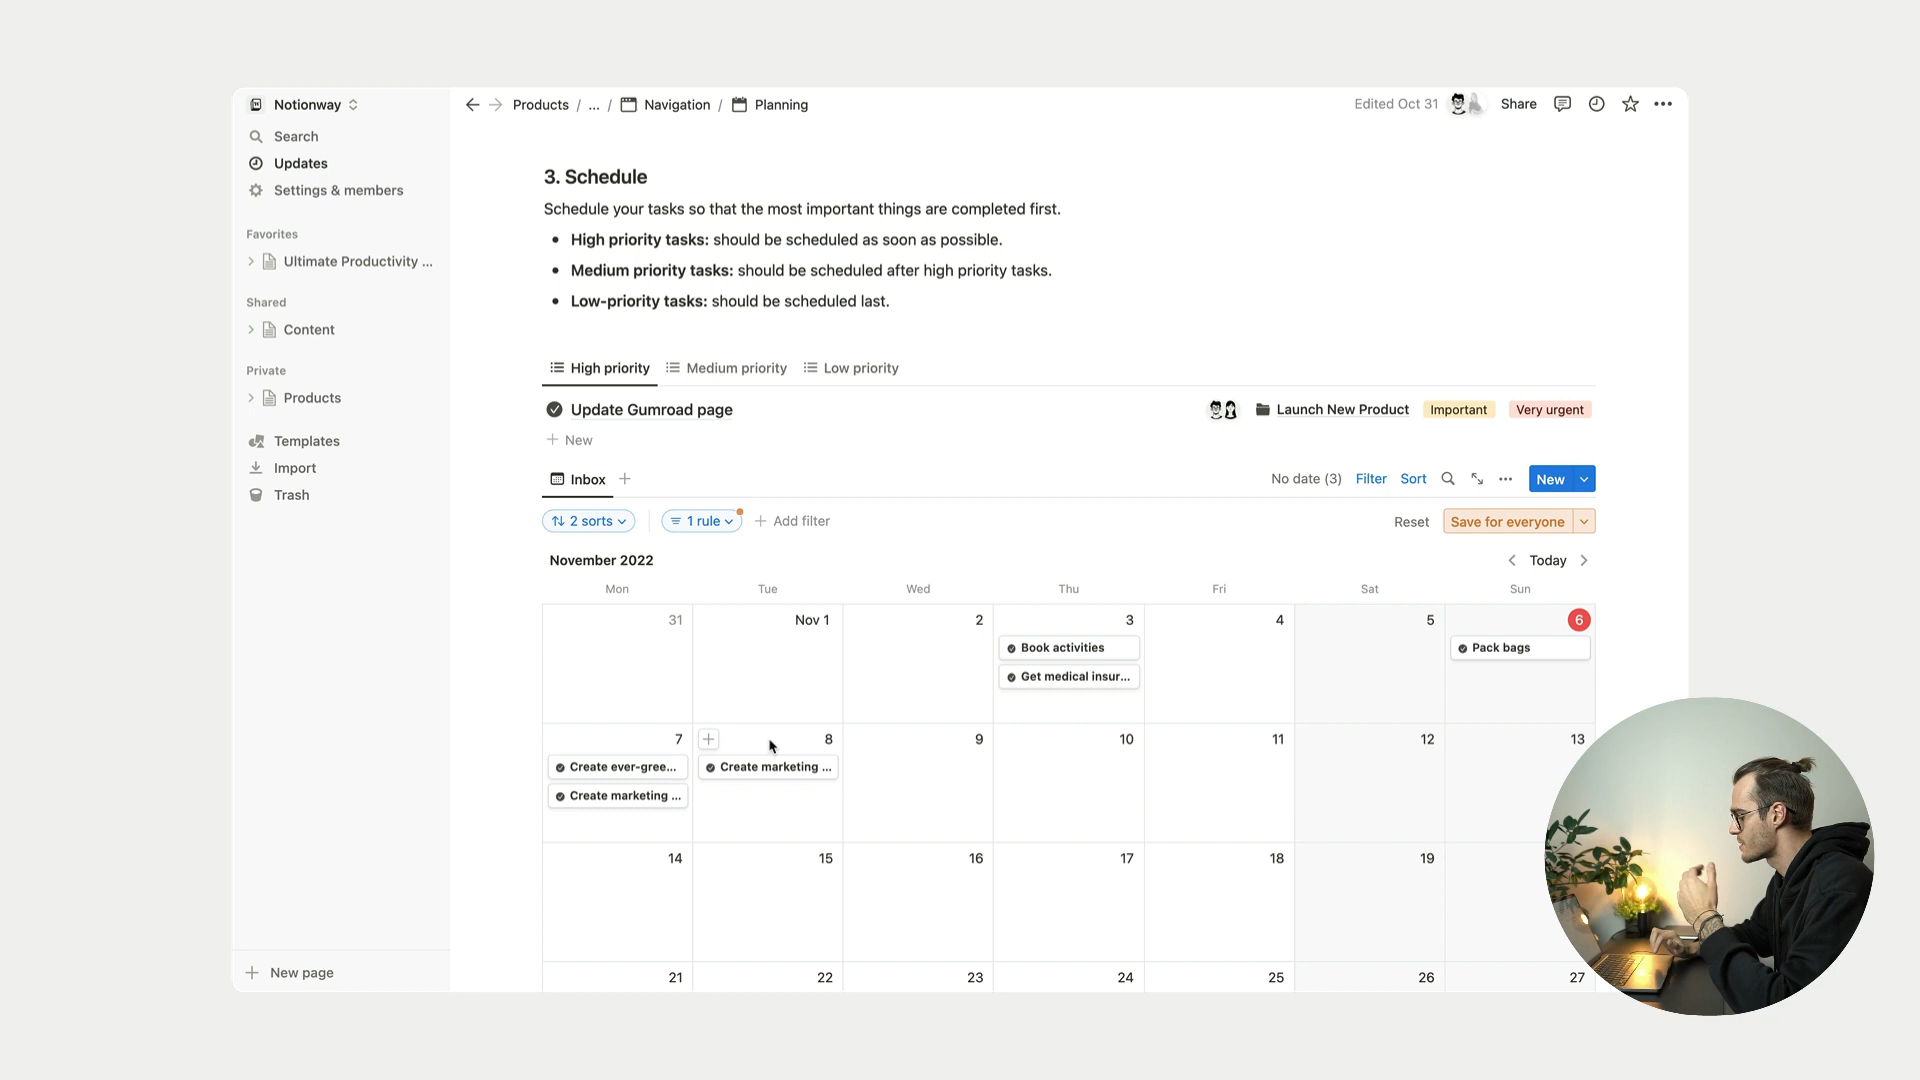 Notionway
Search
Updates
Settings & members
Favorites
Ultimate Productivity ...
Shared
Content
Private
Products
Templates
Import
Trash
New page
Products / ... / Navigation / Planning
Edited Oct 31
Share
3. Schedule
Schedule your tasks so that the most important things are completed first.
• High priority tasks: should be scheduled as soon as possible.
• Medium priority tasks: should be scheduled after high priority tasks.
• Low-priority tasks: should be scheduled last.
High priority Medium priority Low priority
Update Gumroad page Launch New Product Important Very urgent
+ New
Inbox + No date (3) Filter Sort ... New
2 sorts 1 rule + Add filter Reset Save for everyone
November 2022 < Today >
Mon Tue Wed Thu Fri Sat Sun
31 Nov 1 2 3 4 5 6
Book activities Pack bags
Get medical insur...
7 8 9 10 11 12 13
Create ever-gree... Create marketing ...
Create marketing ...
14 15 16 17 18 19
21 22 23 24 25 26 27